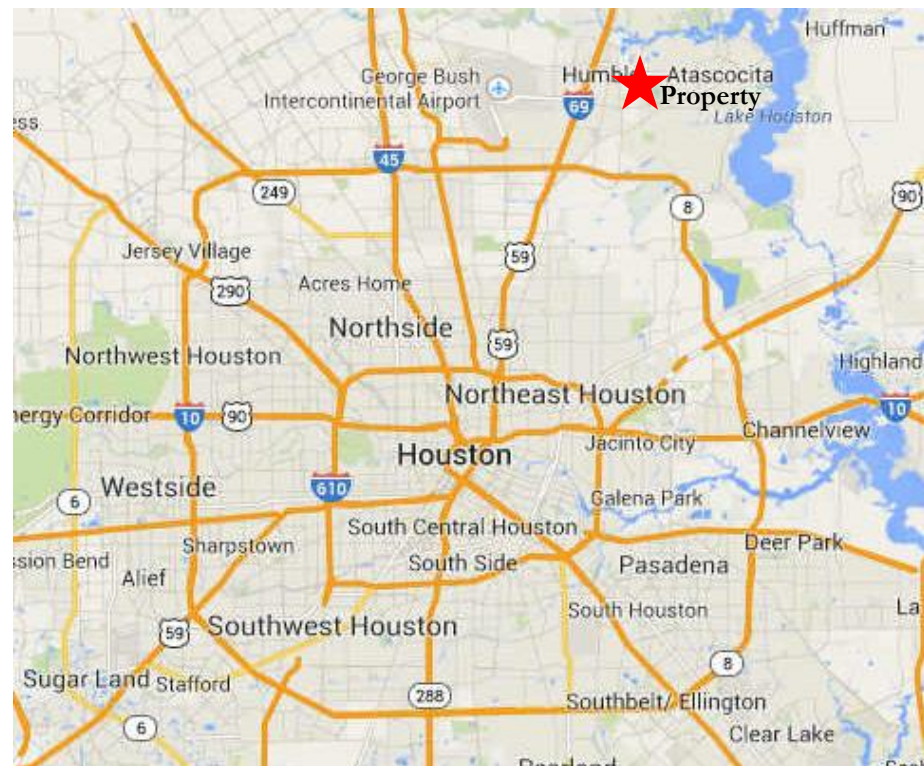 Huffman
George Bush
Intercontinental Airport
Humble
Atascocita
Property
69
Lake Houston
ess
45
249
8
90
Jersey Village
59
290
Acres Home
Northside
59
Northwest Houston
Highland
Northeast Houston
nergy Corridor
10
90
10
Channelview
Jacinto City
Houston
Westside
610
6
Galena Park
South Central Houston
Sharpstown
Deer Park
ssion Bend
South Side
Pasadena
Alief
La
South Houston
59
Southwest Houston
8
Sugar Land
Stafford
288
Southbelt/ Ellington
6
Clear Lake